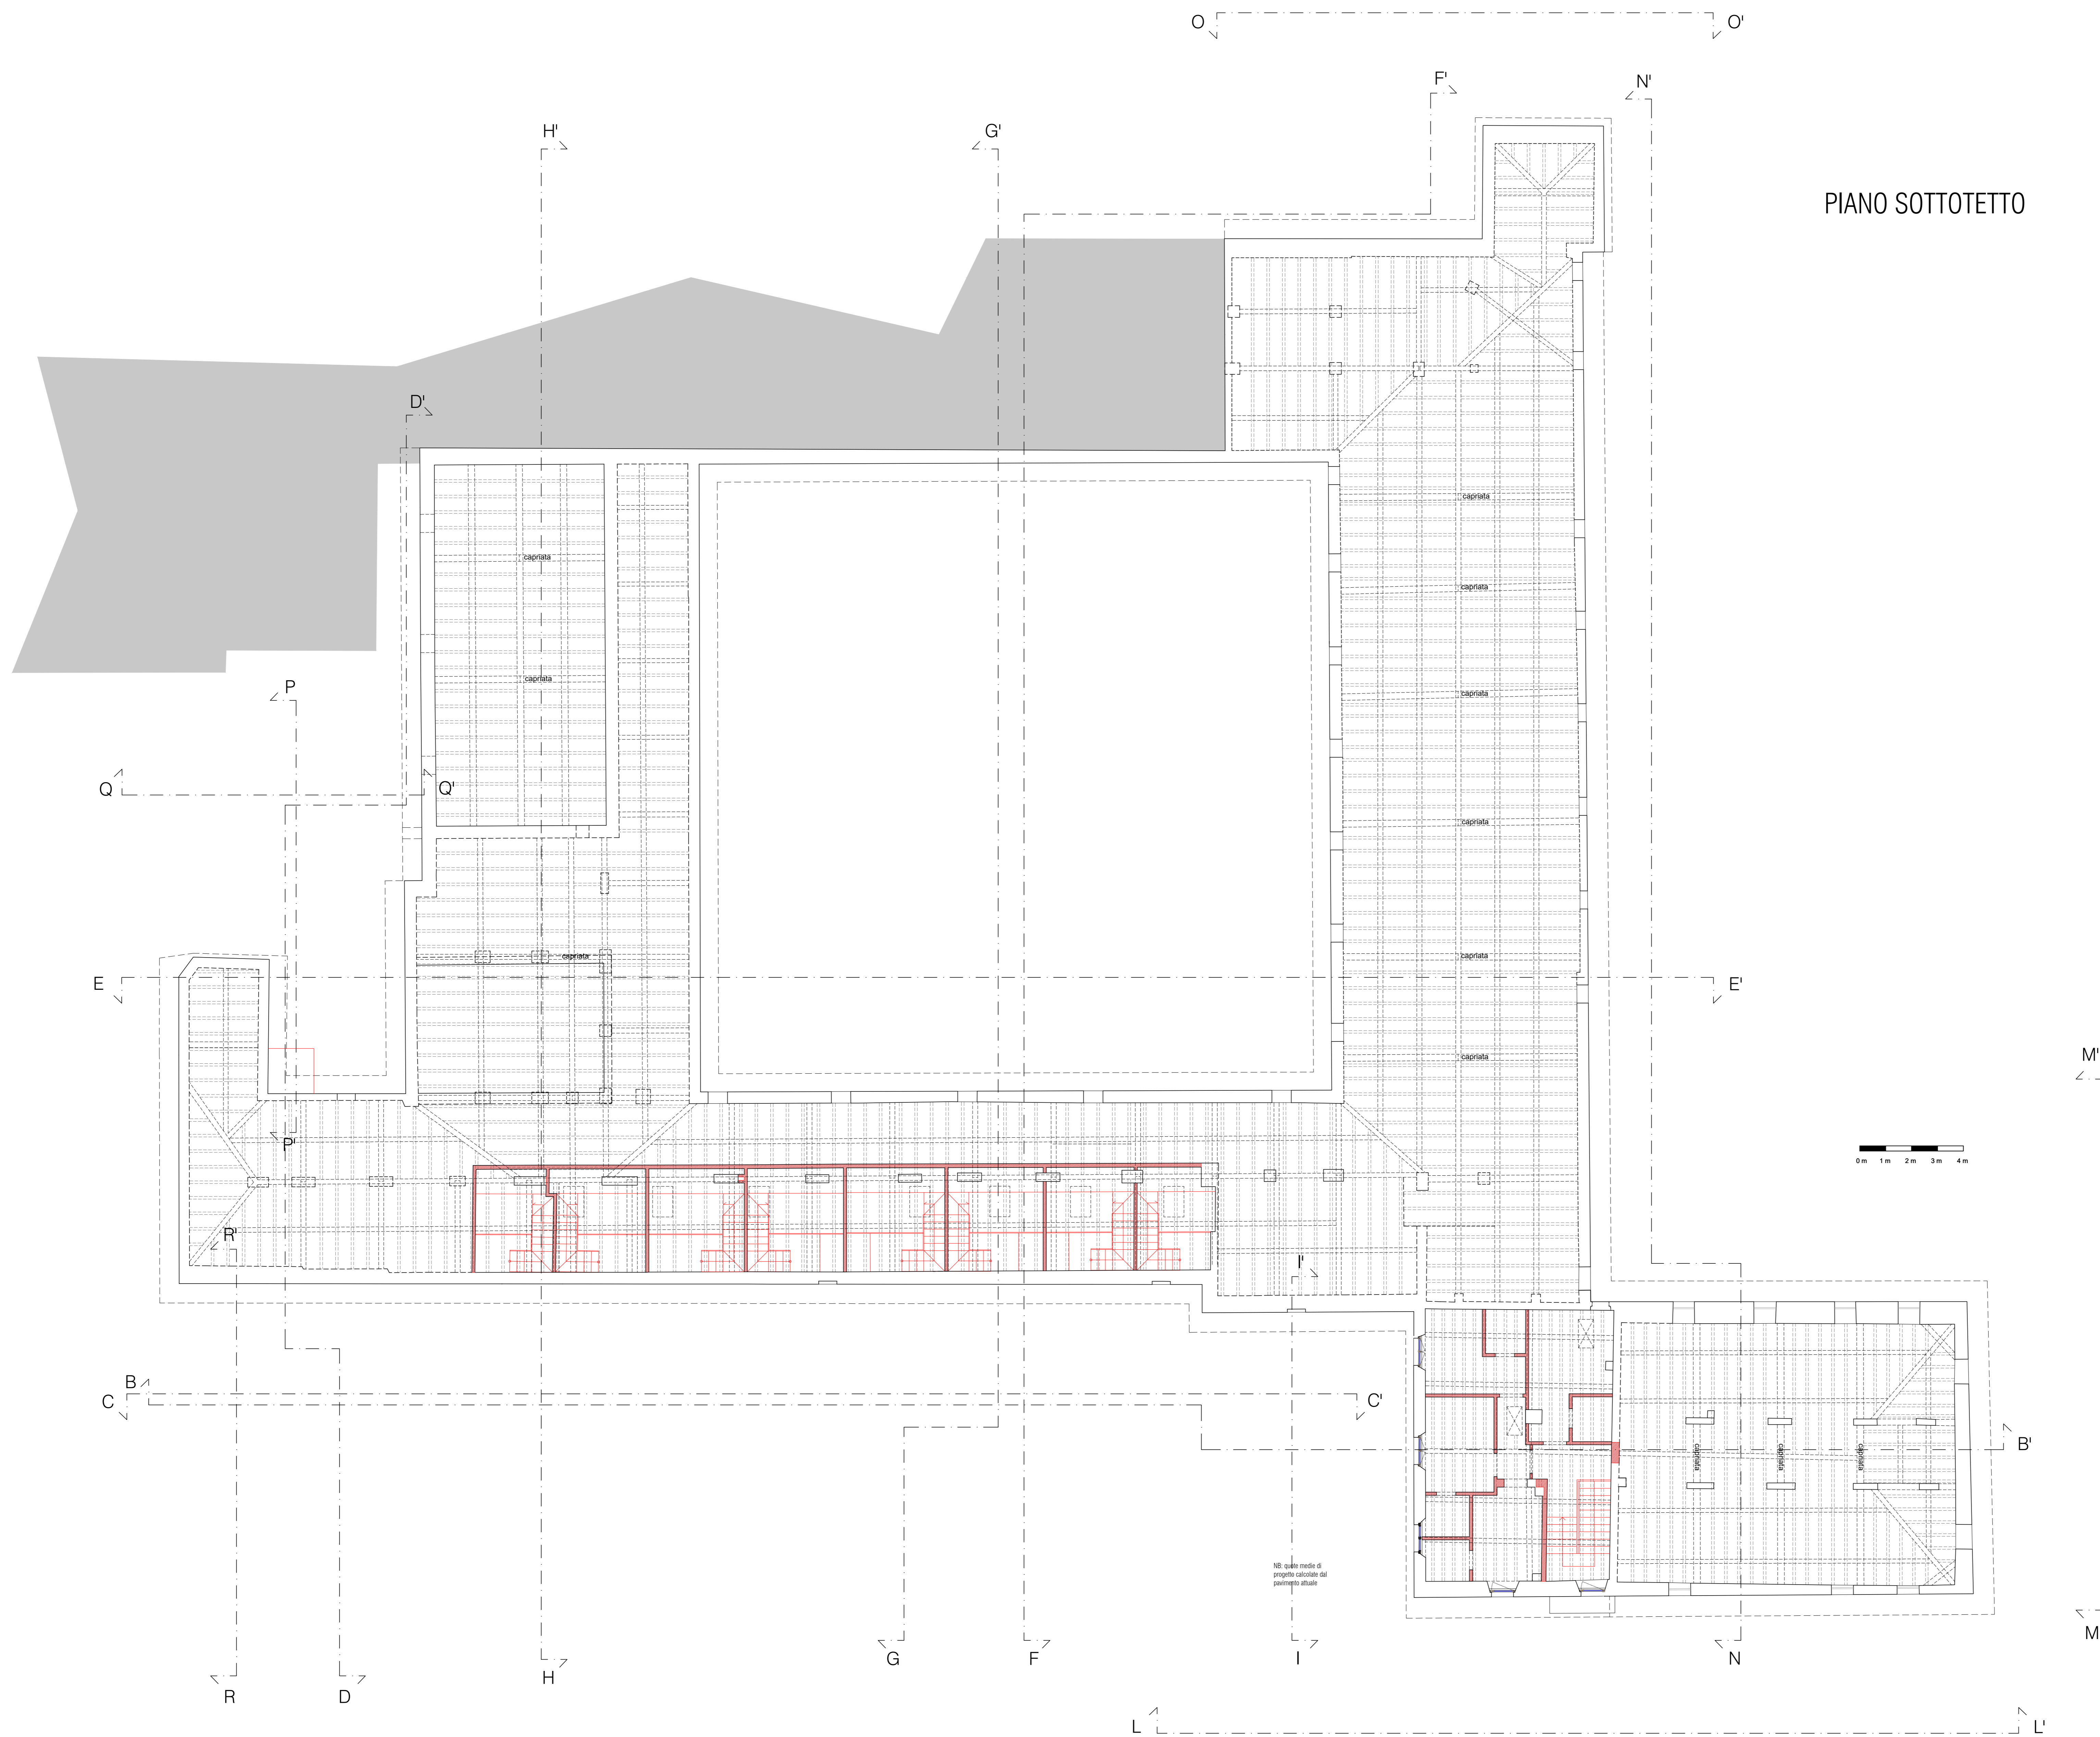 O
O'
F'
N'
H'
G'
PIANO SOTTOTETTO
D'
capriata
capriata
capriata
capriata
P
capriata
Q
Q'
capriata
capriata
capriata
E
E'
M'
capriata
P'
0 m 1 m 2 m 3 m 4 m
R'
I'
B
C
C'
B'
capriata
capriata
capriata
NB: quote medie di
progetto calcolate dal
pavimento attuale
M
H
G
F
I
N
R
D
L
L'